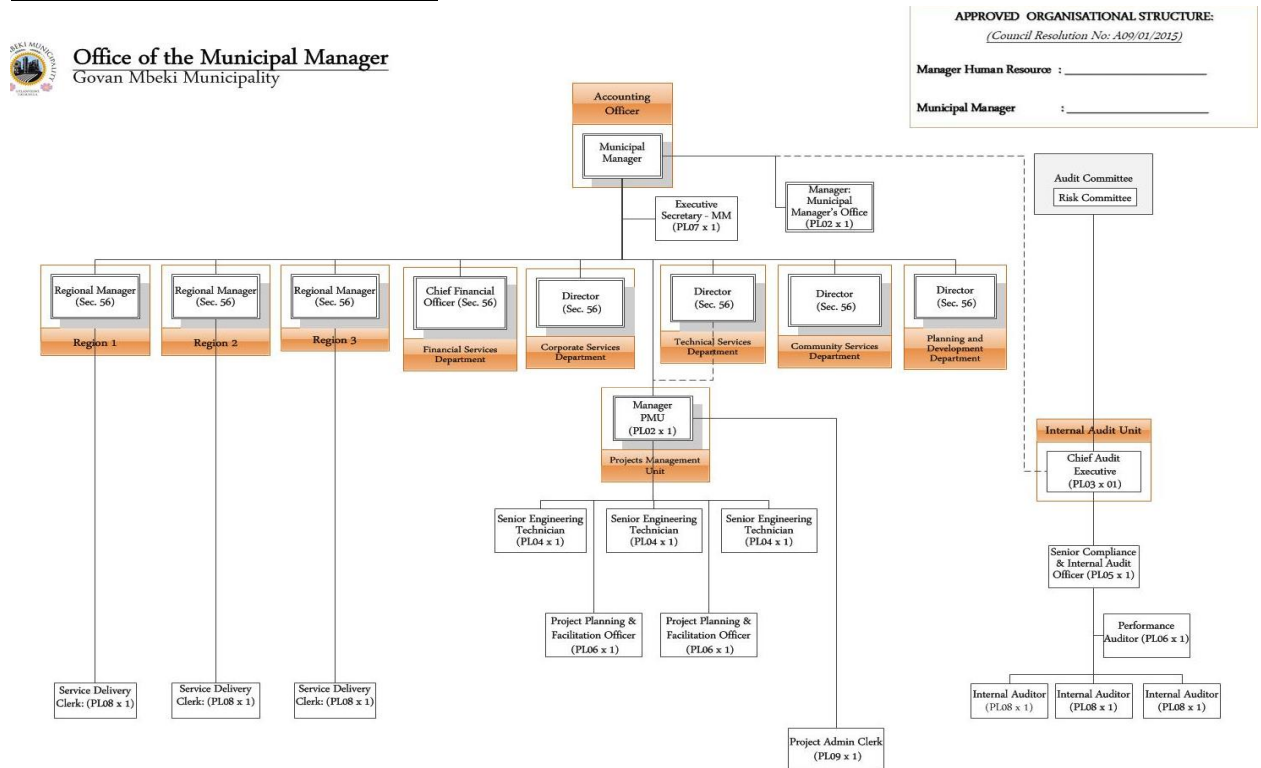 APPROVED ORGANISATIONAL STRUCTURE:
(Council Resolution No: A09/01/2015)
Manager Human Resource :
Municipal Manager :
Office of the Municipal Manager
Govan Mbeki Municipality
Accounting
Officer
Municipal
Manager
Executive
Secretary - MM
(PL07 x 1)
Manager:
Municipal
Manager's Office
(PL02 x 1)
Audit Committee
Risk Committee
Regional Manager
(Sec. 56)
Region 1
Regional Manager
(Sec. 56)
Region 2
Regional Manager
(Sec. 56)
Region 3
Chief Financial
Officer (Sec. 56)
Financial Services
Department
Director
(Sec. 56)
Corporate Services
Department
Director
(Sec. 56)
Technical Services
Department
Director
(Sec. 56)
Community Services
Department
Director
(Sec. 56)
Planning and
Development
Department
Manager
PMU
(PL02 x 1)
Projects Management
Unit
Internal Audit Unit
Chief Audit
Executive
(PL03 x 01)
Senior Engineering
Technician
(PL04 x 1)
Senior Engineering
Technician
(PL04 x 1)
Senior Engineering
Technician
(PL04 x 1)
Senior Compliance
& Internal Audit
Officer (PL05 x 1)
Project Planning &
Facilitation Officer
(PL06 x 1)
Project Planning &
Facilitation Officer
(PL06 x 1)
Performance
Auditor (PL06 x 1)
Service Delivery
Clerk: (PL08 x 1)
Service Delivery
Clerk: (PL08 x 1)
Service Delivery
Clerk: (PL08 x 1)
Internal Auditor
(PL08 x 1)
Internal Auditor
(PL08 x 1)
Internal Auditor
(PL08 x 1)
Project Admin Clerk
(PL09 x 1)